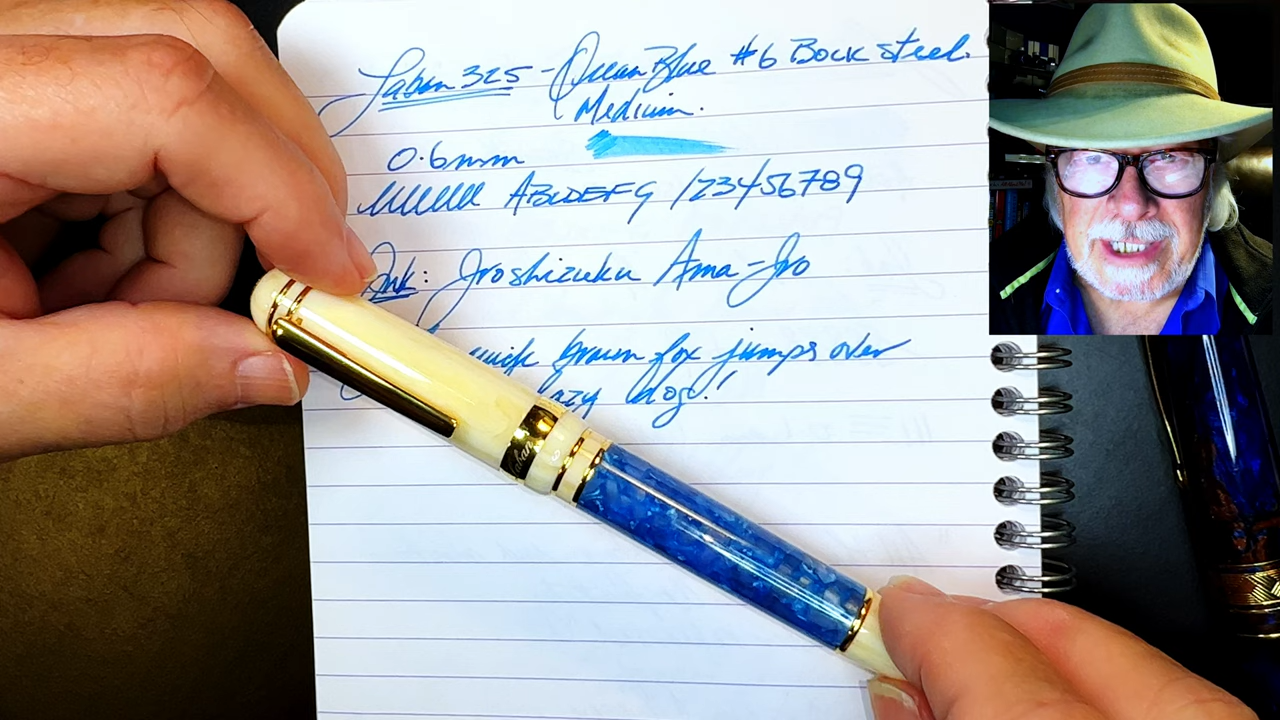 Laban 325 - Ocean Blue #6 Bock steel.
Medium.
0.6mm
ABCDEFG 123456789
Ink: Iroshizuku Ama-Iro
quick brown fox jumps over
lazy dog!
Laban